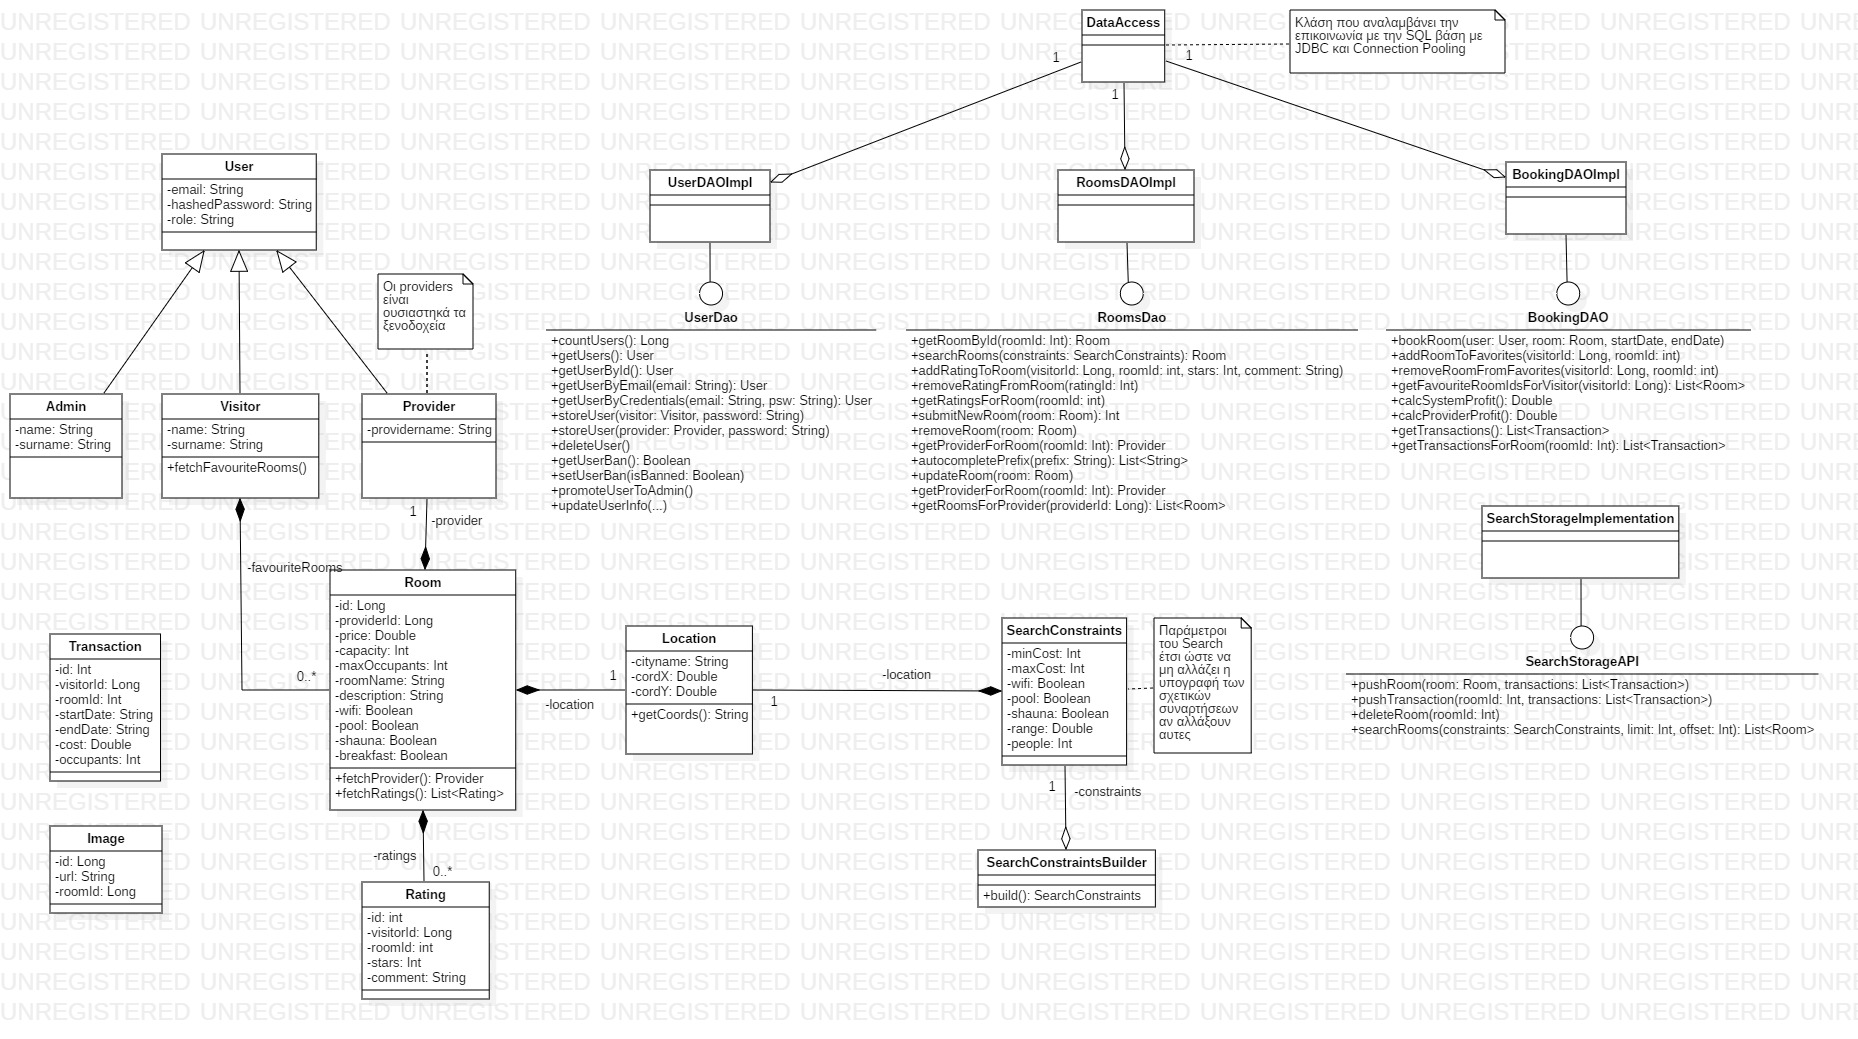 DataAccess
Κλάση που αναλαμβάνει την
επικοινωνία με την SQL βάση με
JDBC και Connection Pooling
1
1
1
User
-email: String
-hashedPassword: String
-role: String
UserDAOImpl
RoomsDAOImpl
BookingDAOImpl
Οι providers
είναι
ουσιαστηκά τα
ξενοδοχεία
Admin
-name: String
-surname: String
Visitor
-name: String
-surname: String
+fetchFavouriteRooms()
Provider
-providername: String
UserDao
+countUsers(): Long
+getUsers(): User
+getUserById(): User
+getUserByEmail(email: String): User
+getUserByCredentials(email: String, psw: String): User
+storeUser(visitor: Visitor, password: String)
+storeUser(provider: Provider, password: String)
+deleteUser()
+getUserBan(): Boolean
+setUserBan(isBanned: Boolean)
+promoteUserToAdmin()
+updateUserInfo(...)
RoomsDao
+getRoomById(roomId: Int): Room
+searchRooms(constraints: SearchConstraints): Room
+addRatingToRoom(visitorId: Long, roomId: int, stars: Int, comment: String)
+removeRatingFromRoom(ratingId: Int)
+getRatingsForRoom(roomId: int)
+submitNewRoom(room: Room): Int
+removeRoom(room: Room)
+getProviderForRoom(roomId: Int): Provider
+autocompletePrefix(prefix: String): List<String>
+updateRoom(room: Room)
+getProviderForRoom(roomId: Int): Provider
+getRoomsForProvider(providerId: Long): List<Room>
BookingDAO
+bookRoom(user: User, room: Room, startDate, endDate)
+addRoomToFavorites(visitorId: Long, roomId: int)
+removeRoomFromFavorites(visitorId: Long, roomId: int)
+getFavouriteRoomIdsForVisitor(visitorId: Long): List<Room>
+calcSystemProfit(): Double
+calcProviderProfit(): Double
+getTransactions(): List<Transaction>
+getTransactionsForRoom(roomId: Int): List<Transaction>
1
-provider
-favouriteRooms
0..*
Room
-id: Long
-providerId: Long
-price: Double
-capacity: Int
-maxOccupants: Int
-roomName: String
-description: String
-wifi: Boolean
-pool: Boolean
-shauna: Boolean
-breakfast: Boolean
+fetchProvider(): Provider
+fetchRatings(): List<Rating>
Transaction
-id: Int
-visitorId: Long
-roomId: Int
-startDate: String
-endDate: String
-cost: Double
-occupants: Int
1
-location
Location
-cityname: String
-cordX: Double
-cordY: Double
+getCoords(): String
-location
1
SearchConstraints
-minCost: Int
-maxCost: Int
-wifi: Boolean
-pool: Boolean
-shauna: Boolean
-range: Double
-people: Int
Παράμετροι
του Search
έτσι ώστε να
μη αλλάζει η
υπογραφή των
σχετικών
συναρτήσεων
αν αλλάξουν
αυτες
SearchStorageImplementation
SearchStorageAPI
+pushRoom(room: Room, transactions: List<Transaction>)
+pushTransaction(roomId: Int, transactions: List<Transaction>)
+deleteRoom(roomId: Int)
+searchRooms(constraints: SearchConstraints, limit: Int, offset: Int): List<Room>
1
-constraints
SearchConstraintsBuilder
+build(): SearchConstraints
Image
-id: Long
-url: String
-roomId: Long
-ratings
0..*
Rating
-id: int
-visitorId: Long
-roomId: int
-stars: Int
-comment: String
UNREGISTERED